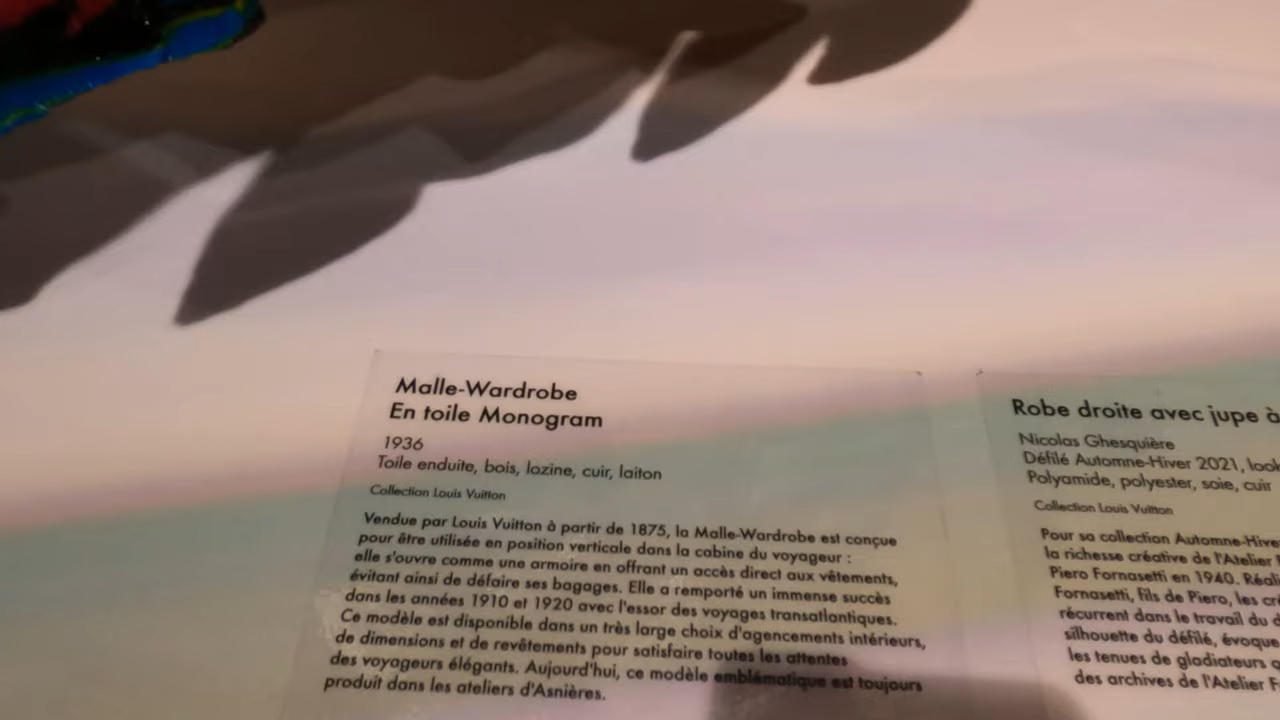 Malle-Wardrobe
En toile Monogram
1936
Toile enduite, bois, lozine, cuir, laiton
Collection Louis Vuitton
Vendue par Louis Vuitton à partir de 1875, la Malle-Wardrobe est conçue
pour être utilisée en position verticale dans la cabine du voyageur :
elle s'ouvre comme une armoire en offrant un accès direct aux vêtements,
évitant ainsi de défaire ses bagages. Elle a remporté un immense succès
dans les années 1910 et 1920 avec l'essor des voyages transatlantiques.
Ce modèle est disponible dans un très large choix d'agencements intérieurs,
de dimensions et de revêtements pour satisfaire toutes les attentes
des voyageurs élégants. Aujourd'hui, ce modèle emblématique est toujours
produit dans les ateliers d'Asnières.
Robe droite avec jupe à
Nicolas Ghesquière
Défilé Automne-Hiver 2021, look
Polyamide, polyester, soie, cuir
Collection Louis Vuitton
Pour sa collection Automne-Hive
la richesse créative de l'Atelier
Piero Fornasetti en 1940. Réali
Fornasetti, fils de Piero, les cr
récurrent dans le travail du d
silhouette du défilé, évoque
les tenues de gladiateurs
des archives de l'Atelier F